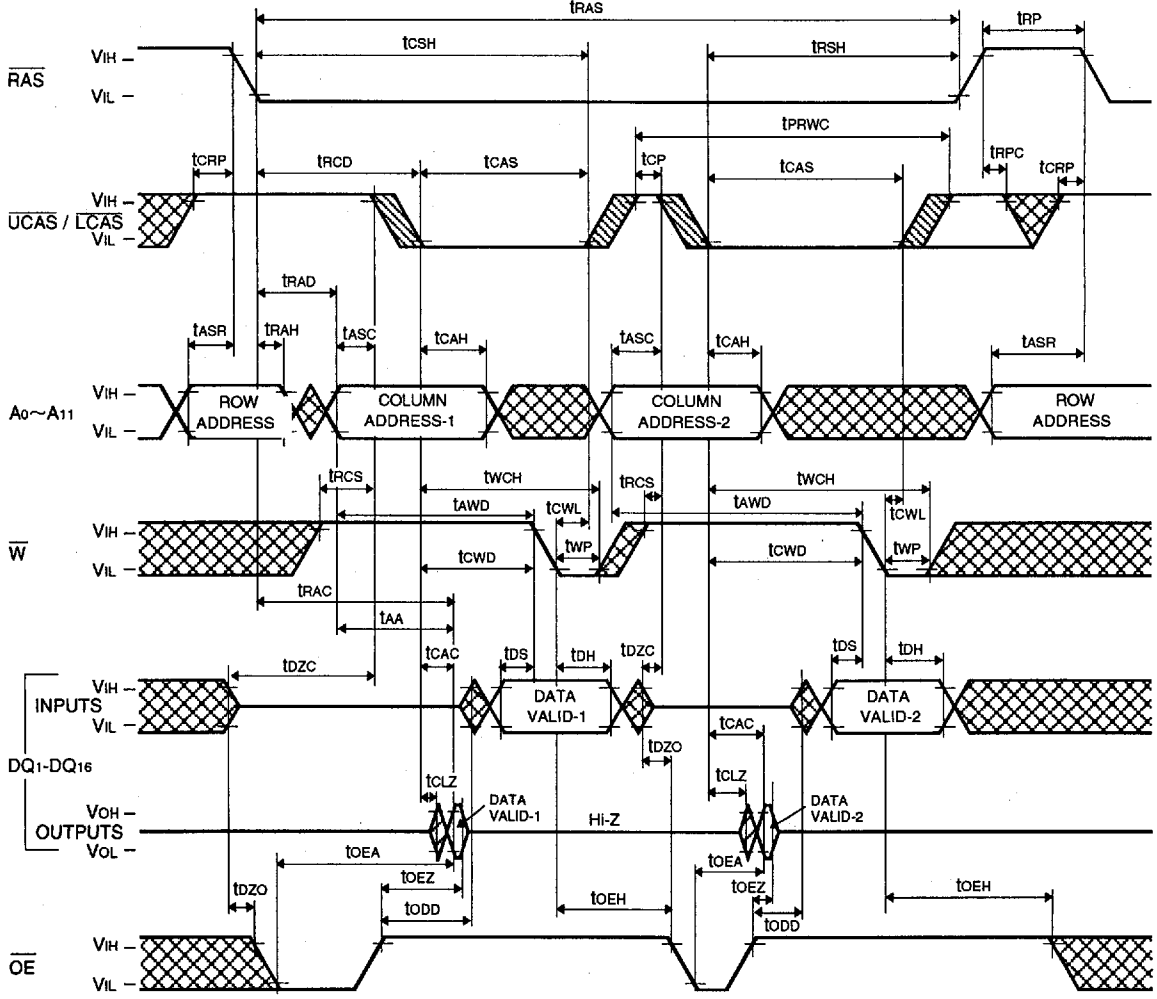 tRAS
tRP
tCSH
tRSH
VIH
RAS
VIL
tPRWC
tCRP
tRCD
tCAS
tCP
tCAS
tRPC
tCRP
VIH
UCAS / LCAS
VIL
tRAD
tASR
tRAH
tASC
tCAH
tASC
tCAH
tASR
VIH
A0~A11
VIL
ROW
ADDRESS
COLUMN
ADDRESS-1
COLUMN
ADDRESS-2
ROW
ADDRESS
tRCS
tWCH
tRCS
tWCH
tAWD
tCWL
tAWD
tCWL
VIH
W
VIL
tCWD
tWP
tCWD
tWP
tRAC
tAA
tDZC
tCAC
tDS
tDH
tDZC
tDS
tDH
VIH
INPUTS
VIL
DATA
VALID-1
DATA
VALID-2
tCAC
tDZO
DQ1-DQ16
tCLZ
tCLZ
VOH
OUTPUTS
VOL
DATA
VALID-1
Hi-Z
DATA
VALID-2
tOEA
tOEA
tDZO
tOEZ
tOEH
tOEZ
tOEH
tODD
tODD
VIH
OE
VIL